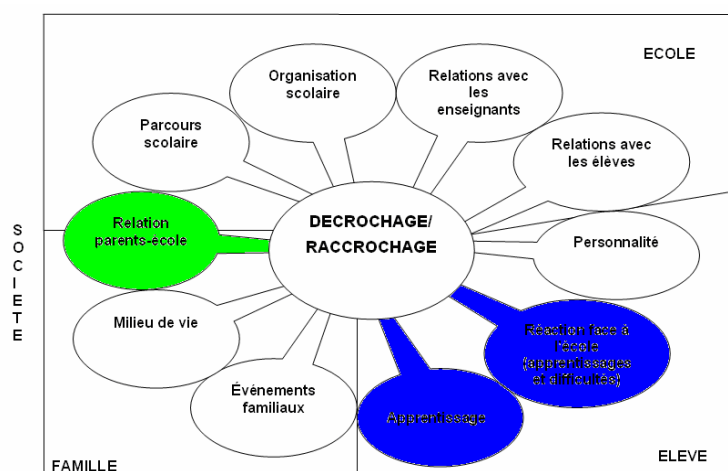 ECOLE
Organisation
scolaire
Relations avec
les
enseignants
Parcours
scolaire
Relations avec
les élèves
SOCIETE
Relation
parents-école
DECROCHAGE/
RACCROCHAGE
Personnalité
Milieu de vie
Réaction face à
l'école
(apprentissages
et difficultés)
Événements
familiaux
Apprentissage
FAMILLE
ELEVE